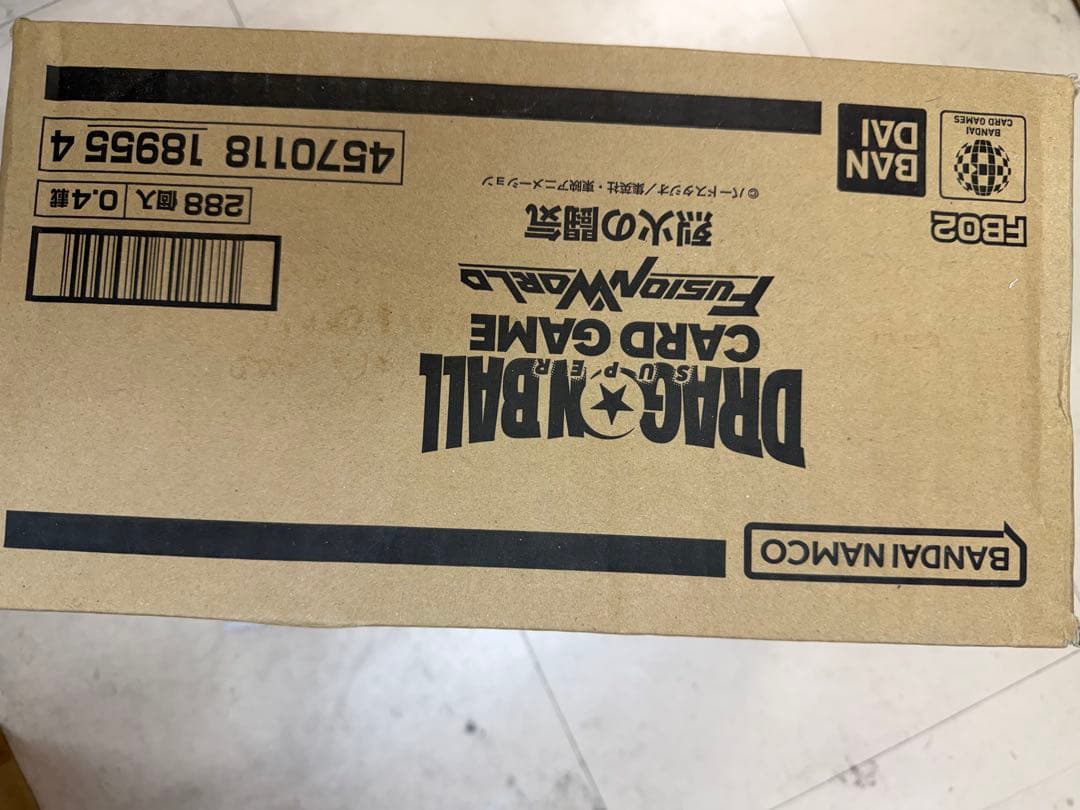 BANDAI NAMCO
DRAGON BALL
SUPER
CARD GAME
FUSION WORLD
烈火の闘気
©バードスタジオ/集英社・東映アニメーション
FB02
BANDAI
CARD GAMES
BAN
DAI
288個入 0.4載
4570118 18955 4